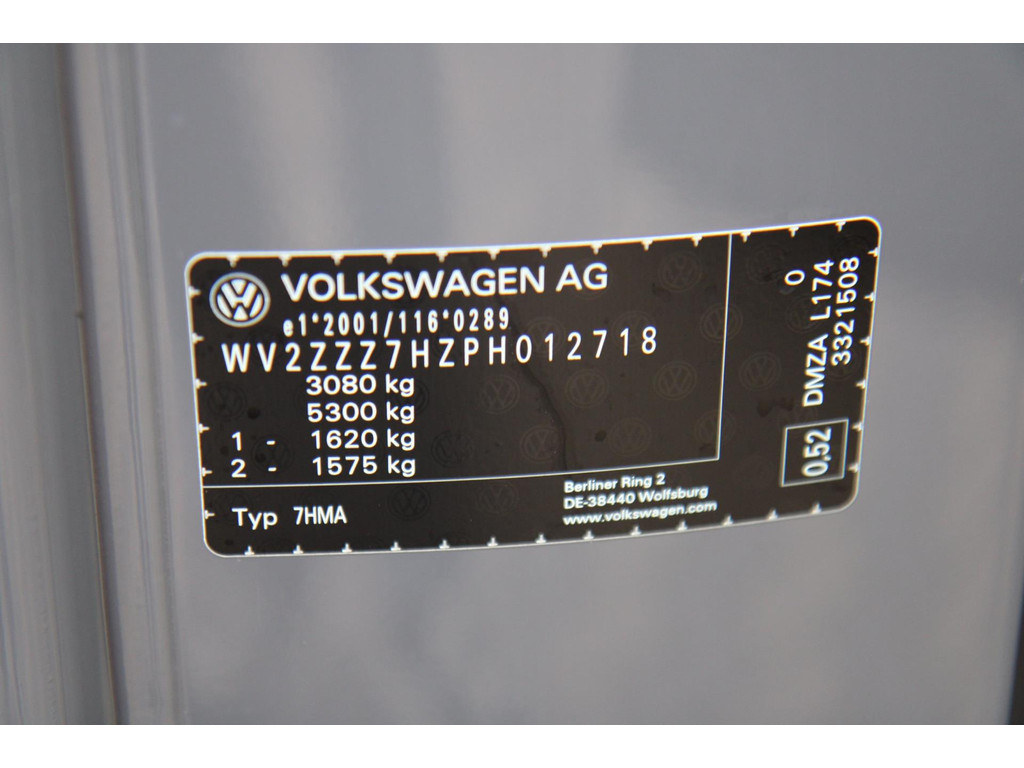 VOLKSWAGEN AG
e1*2001/116*0289
WV2ZZZ7HZPH012718
3080 kg
5300 kg
1 - 1620 kg
2 - 1575 kg
Typ 7HMA
Berliner Ring 2
DE-38440 Wolfsburg
www.volkswagen.com
0,52
0
DMZA L174
3321508